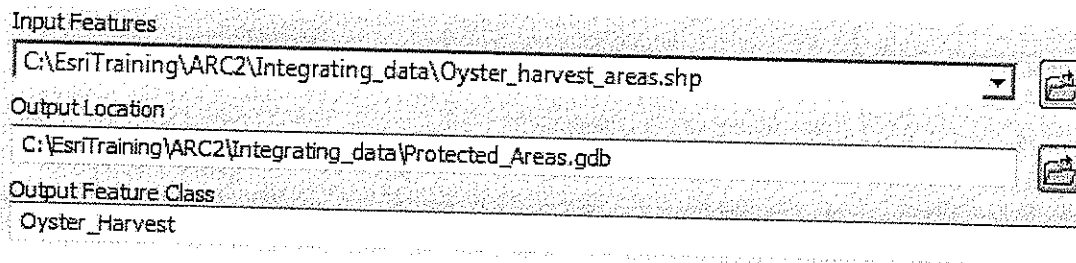 Input Features
C:\EsriTraining\ARC2\Integrating_data\Oyster_harvest_areas.shp
Output Location
C:\EsriTraining\ARC2\Integrating_data\Protected_Areas.gdb
Output Feature Class
Oyster_Harvest